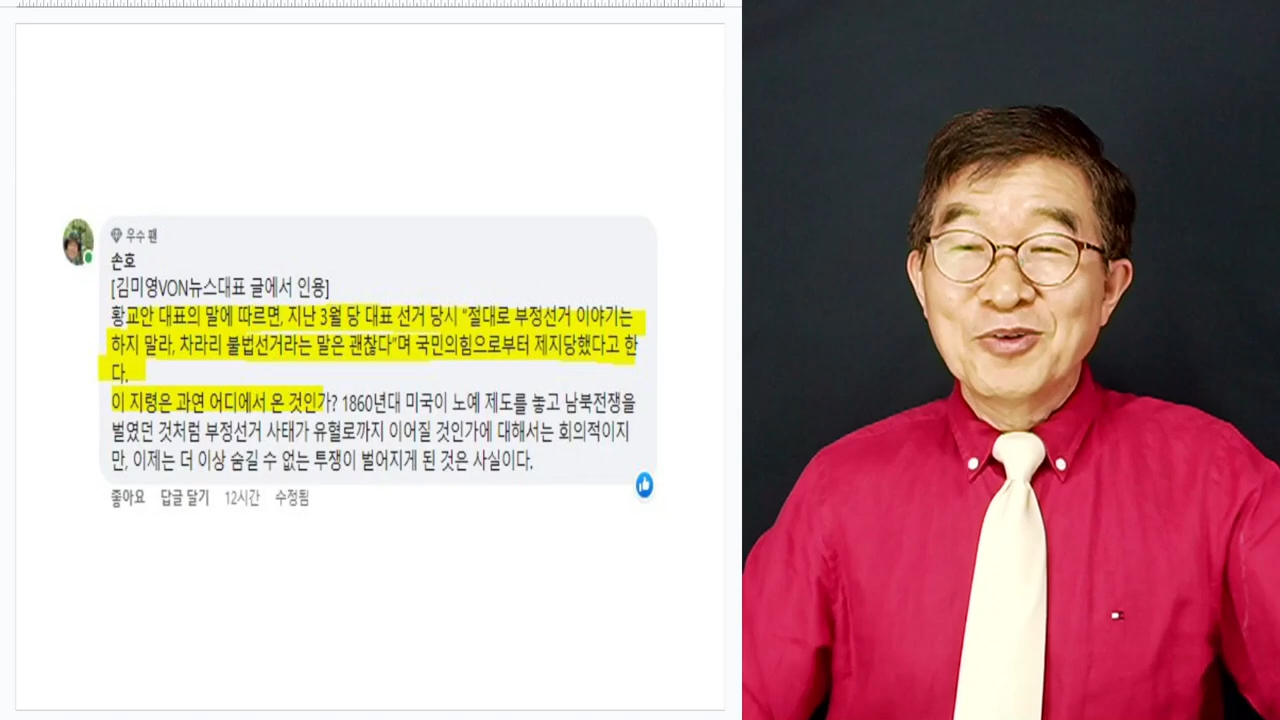 우수 팬
손호
[김미영VON뉴스대표 글에서 인용]
황교안 대표의 말에 따르면, 지난 3월 당 대표 선거 당시 "절대로 부정선거 이야기는
하지 말라, 차라리 불법선거라는 말은 괜찮다"며 국민의힘으로부터 제지당했다고 한
다.
이 지령은 과연 어디에서 온 것인가? 1860년대 미국이 노예 제도를 놓고 남북전쟁을
벌였던 것처럼 부정선거 사태가 유혈로까지 이어질 것인가에 대해서는 회의적이지
만, 이제는 더 이상 숨길 수 없는 투쟁이 벌어지게 된 것은 사실이다.
좋아요 답글 달기 12시간 수정됨